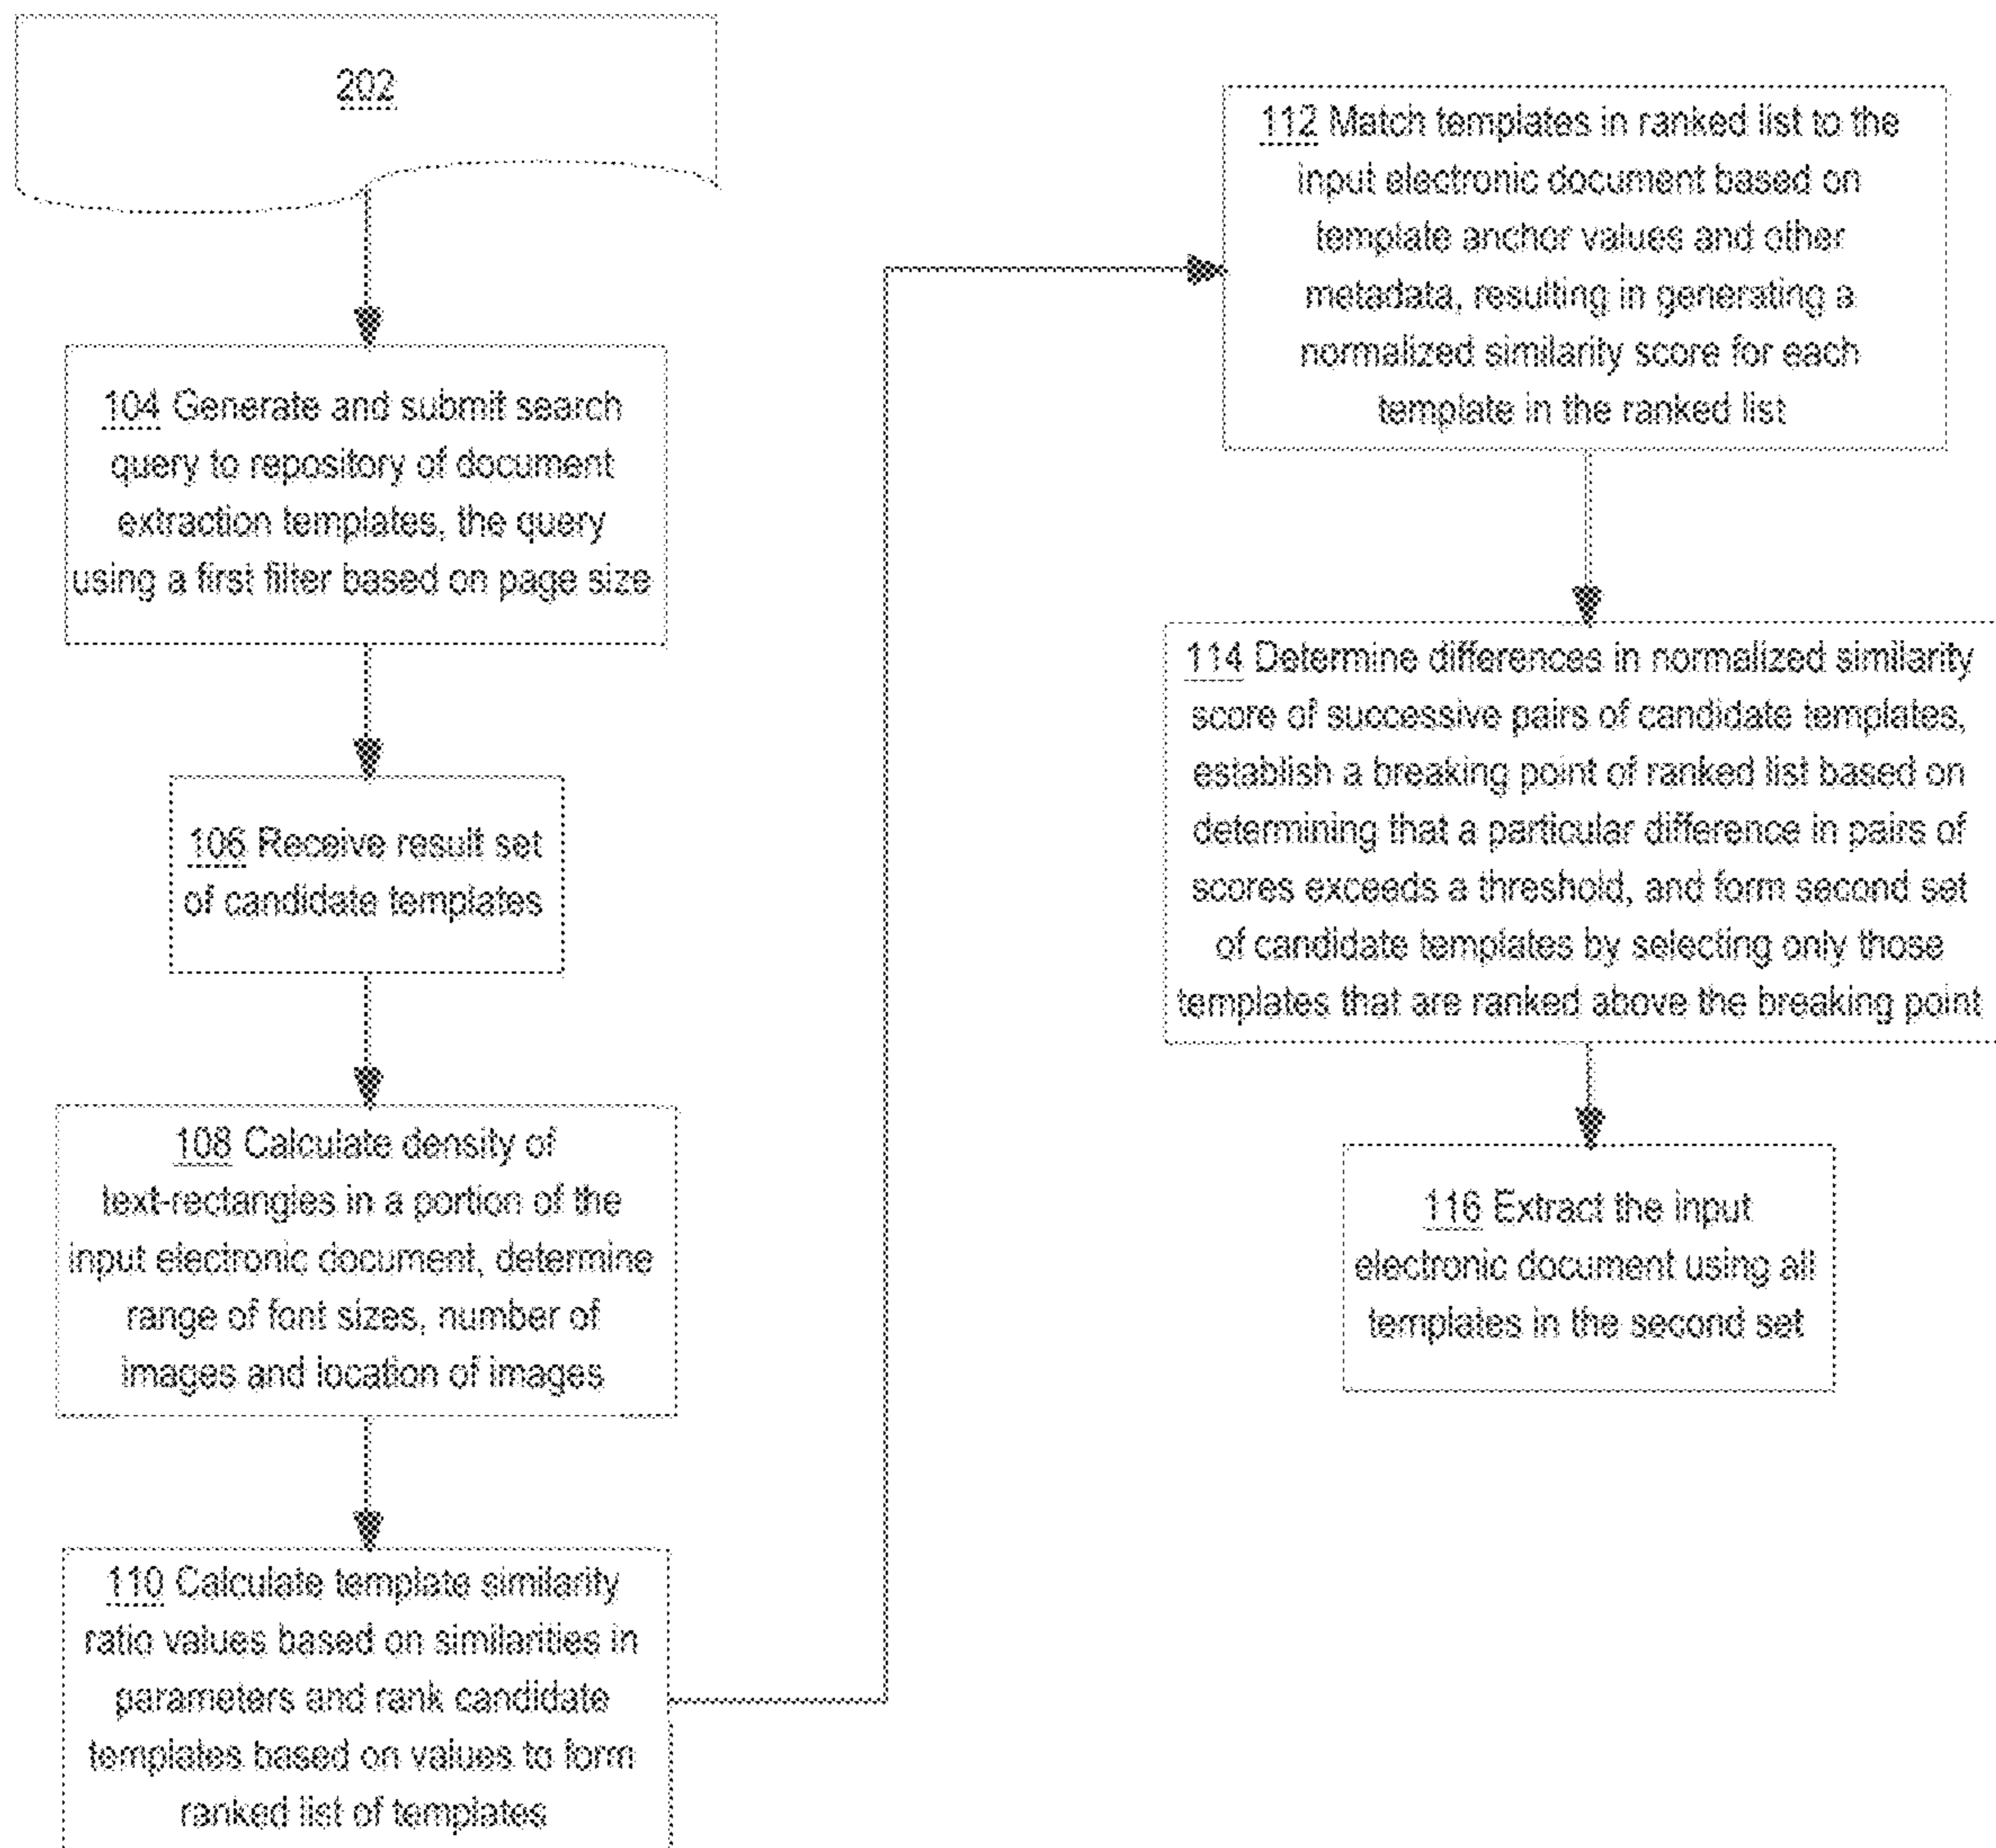 202
104 Generate and submit search
query to repository of document
extraction templates, the query
using a first filter based on page size
106 Receive result set
of candidate templates
108 Calculate density of
text-rectangles in a portion of the
input electronic document, determine
range of font sizes, number of
images and location of images
110 Calculate template similarity
ratio values based on similarities in
parameters and rank candidate
templates based on values to form
ranked list of templates
112 Match templates in ranked list to the
input electronic document based on
template anchor values and other
metadata, resulting in generating a
normalized similarity score for each
template in the ranked list
114 Determine differences in normalized similarity
score of successive pairs of candidate templates,
establish a breaking point of ranked list based on
determining that a particular difference in pairs of
scores exceeds a threshold, and form second set
of candidate templates by selecting only those
templates that are ranked above the breaking point
116 Extract the input
electronic document using all
templates in the second set